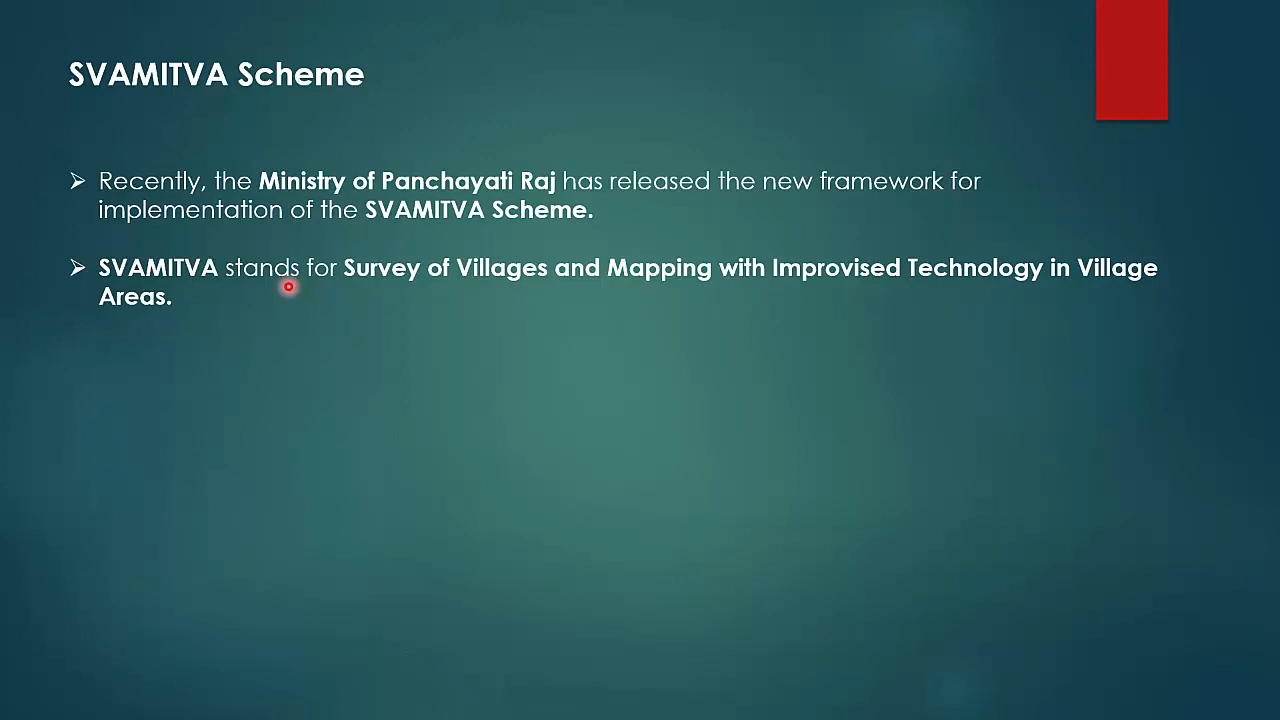 SVAMITVA Scheme
Recently, the Ministry of Panchayati Raj has released the new framework for
implementation of the SVAMITVA Scheme.
SVAMITVA stands for Survey of Villages and Mapping with Improvised Technology in Village
Areas.